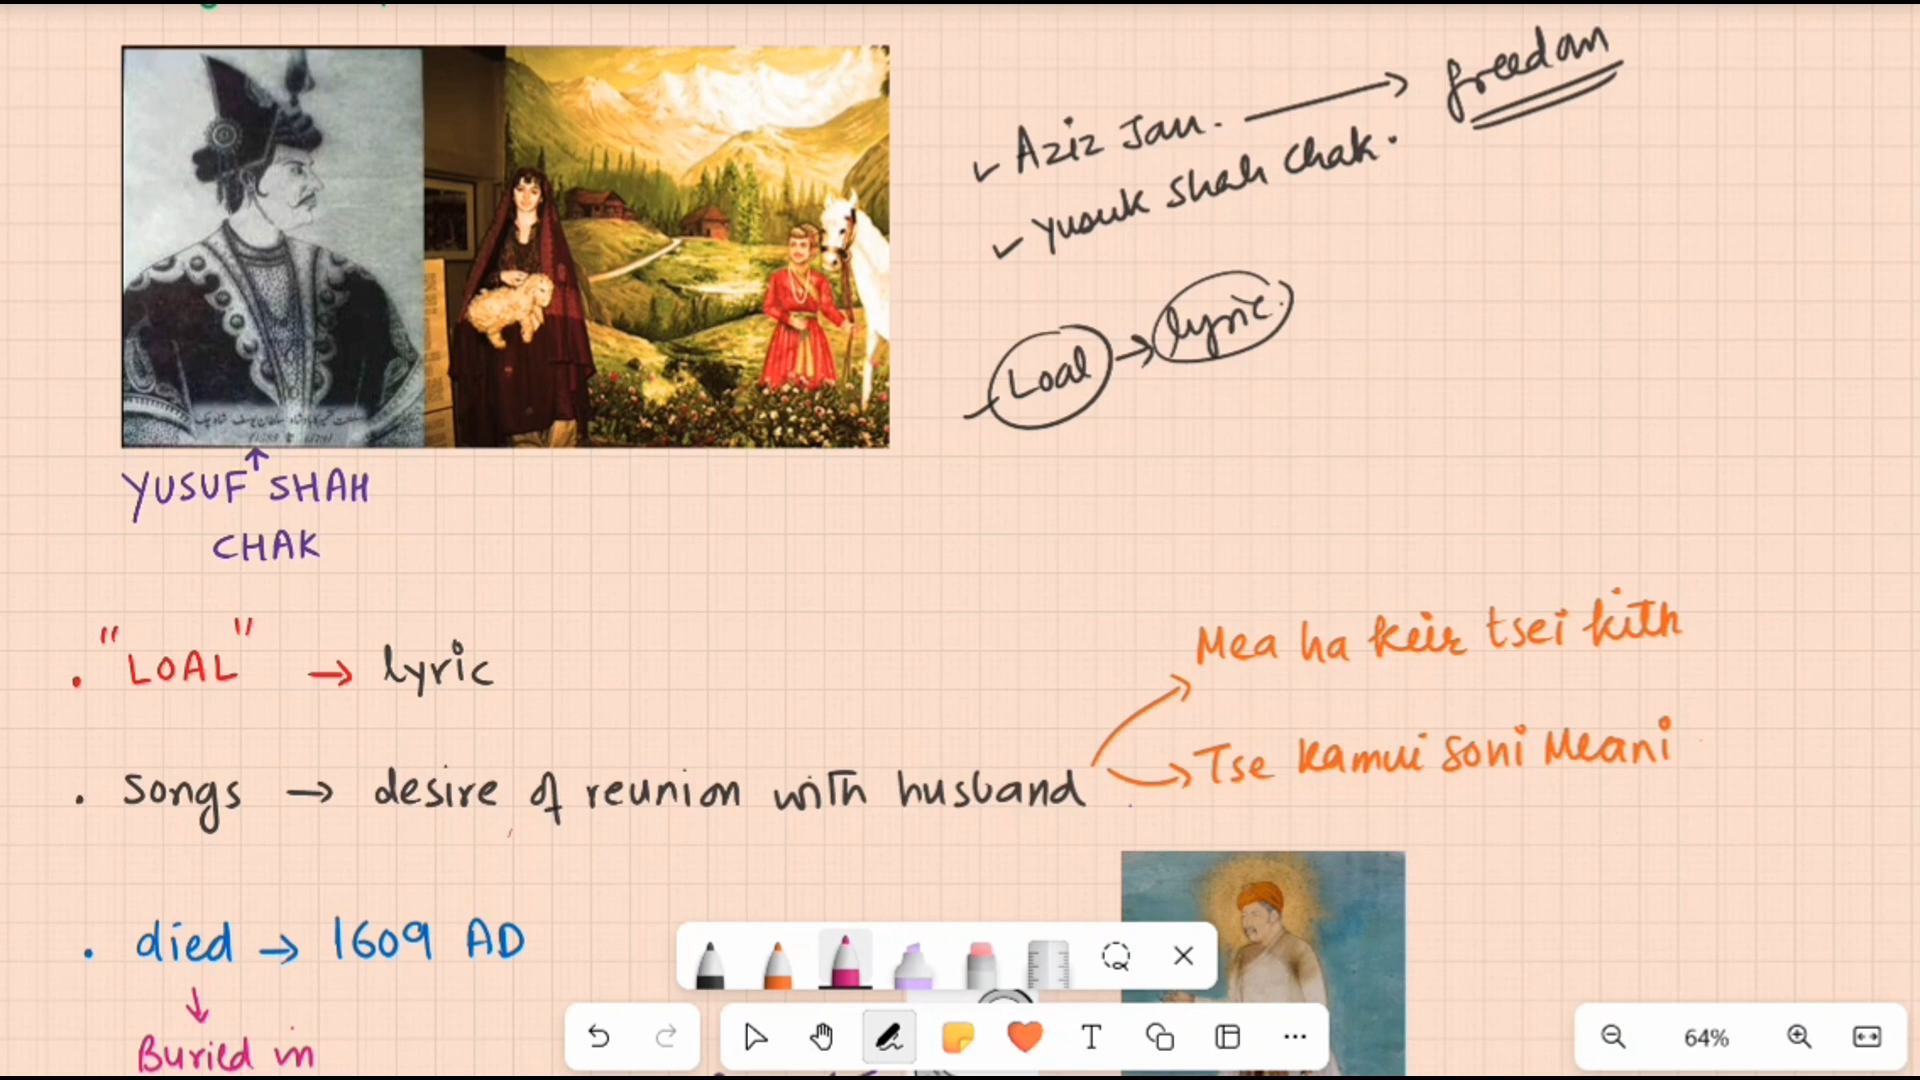 ✓ Aziz Jan. → freedom
✓ Yusuk Shah Chak.
Loal → lyric.
YUSUF SHAH
CHAK
. "LOAL" → lyric
. Songs → desire of reunion with husband
Mea ha keir tsei kith
Tse kamui soni Meani
. died → 1609 AD
↓
Buried in
64%